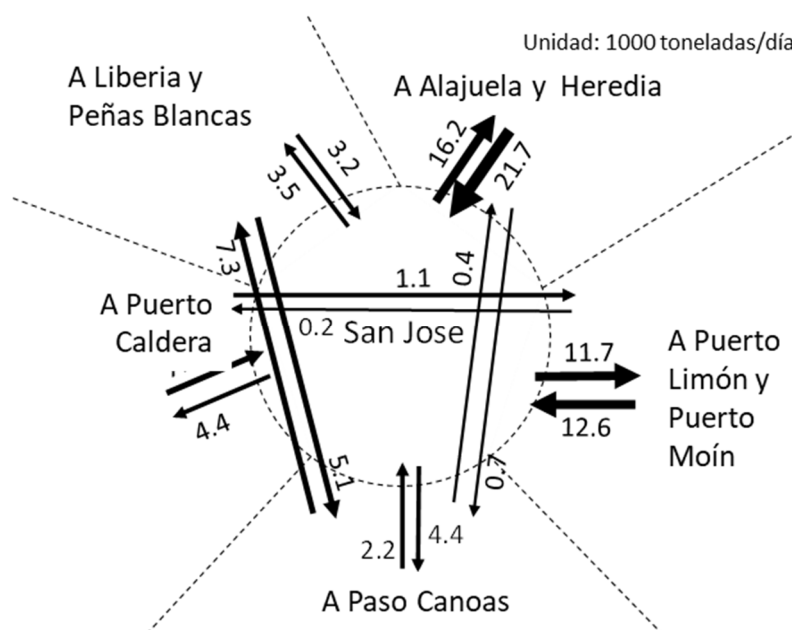 Unidad: 1000 toneladas/día
A Liberia y
Peñas Blancas
A Alajuela y Heredia
3.2
3.5
16.2
21.7
7.3
0.4
1.1
0.2
San Jose
A Puerto
Caldera
4.4
11.7
12.6
A Puerto
Limón y
Puerto
Moín
5.1
0.7
2.2
4.4
A Paso Canoas